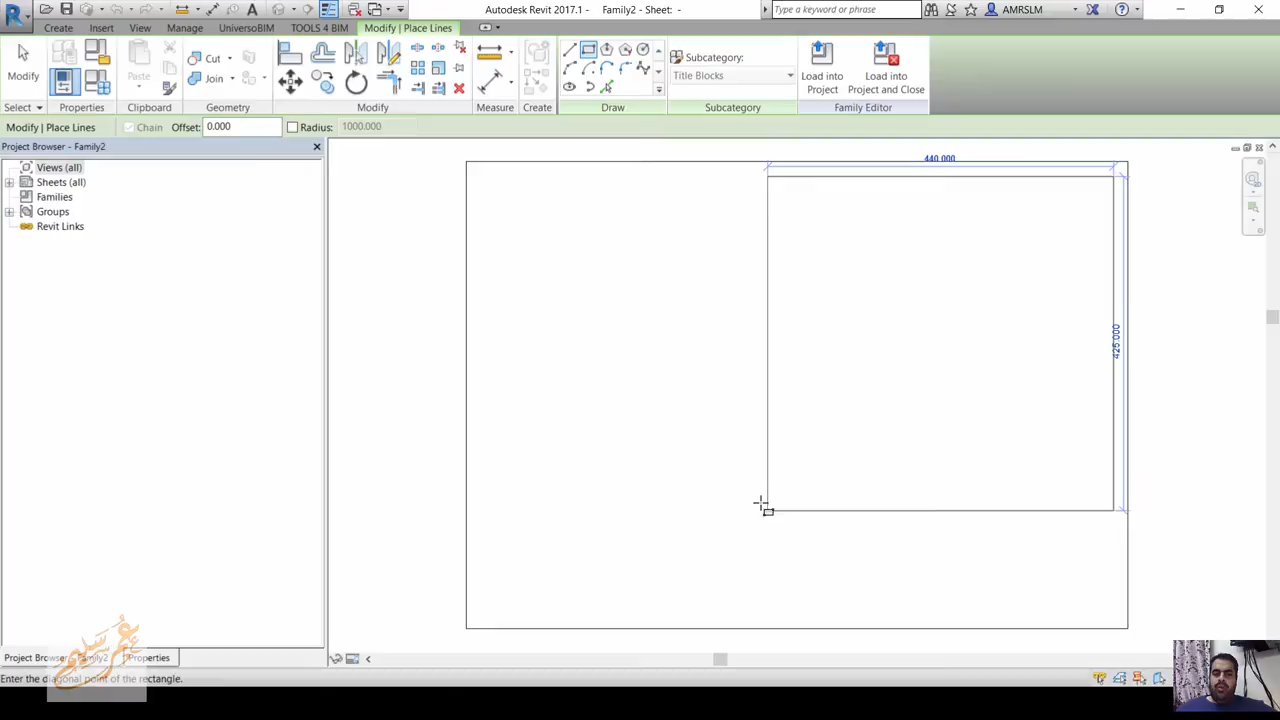 Autodesk Revit 2017.1 - Family2 - Sheet: -
Type a keyword or phrase
AMRSLM
Create Insert View Manage UniversoBIM TOOLS 4 BIM Modify | Place Lines
Modify
Paste
Cut
Join
Subcategory:
Title Blocks
Load into Project
Load into Project and Close
Select Properties Clipboard Geometry Modify Measure Create Draw Subcategory Family Editor
Modify | Place Lines Chain Offset: 0.000 Radius: 1000.000
Project Browser - Family2
Views (all)
Sheets (all)
Families
Groups
Revit Links
440.000
425.000
Project Browser - Family2 Properties
Enter the diagonal point of the rectangle.